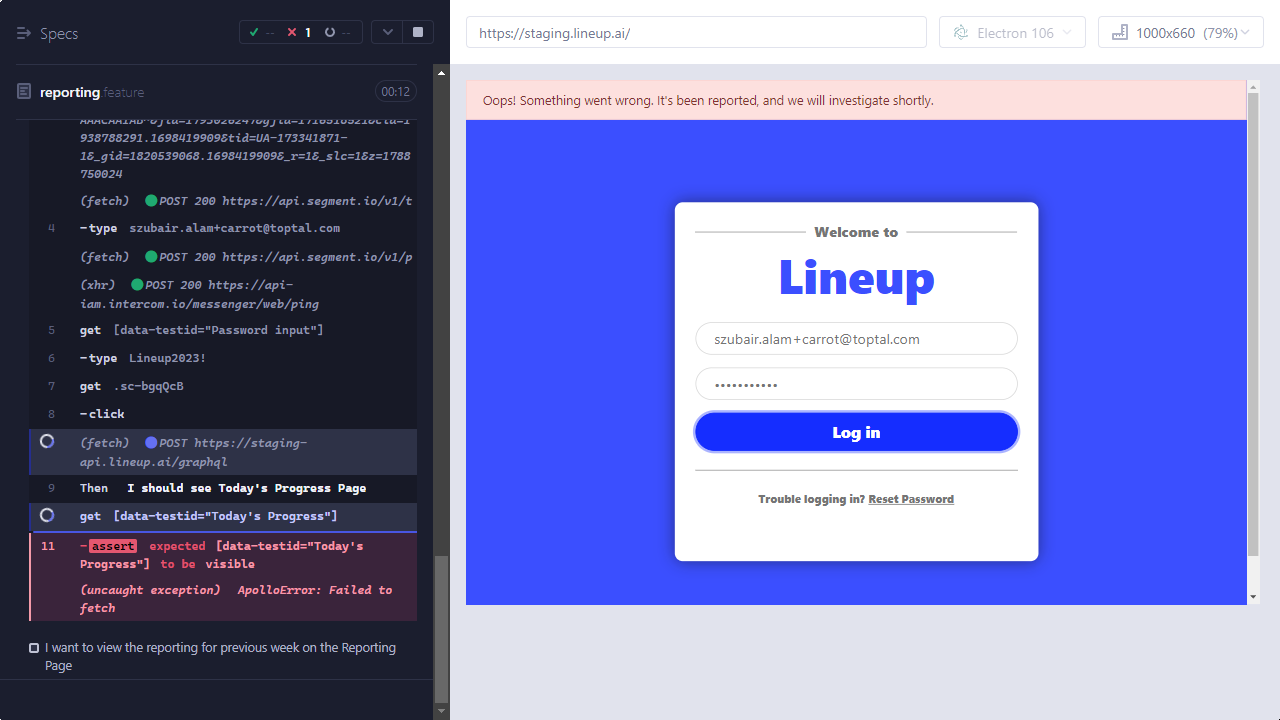 Specs
-- 1 --
reporting.feature
00:12
938788291.1698419909&tid=UA-173341871-
1&_gid=1820539068.1698419909&_r=1&_slc=1&z=1788
750024
(fetch) POST 200 https://api.segment.io/v1/t
4 -type szubair.alam+carrot@toptal.com
(fetch) POST 200 https://api.segment.io/v1/p
(xhr) POST 200 https://api-
iam.intercom.io/messenger/web/ping
5 get [data-testid="Password input"]
6 -type Lineup2023!
7 get .sc-bgqQcB
8 -click
(fetch) POST https://staging-
api.lineup.ai/graphql
9 Then I should see Today's Progress Page
get [data-testid="Today's Progress"]
11 -assert expected [data-testid="Today's
Progress"] to be visible
(uncaught exception) ApolloError: Failed to
fetch
I want to view the reporting for previous week on the Reporting
Page
https://staging.lineup.ai/
Electron 106
1000x660 (79%)
Oops! Something went wrong. It's been reported, and we will investigate shortly.
Welcome to
Lineup
szubair.alam+carrot@toptal.com
•••••••••••
Log in
Trouble logging in? Reset Password